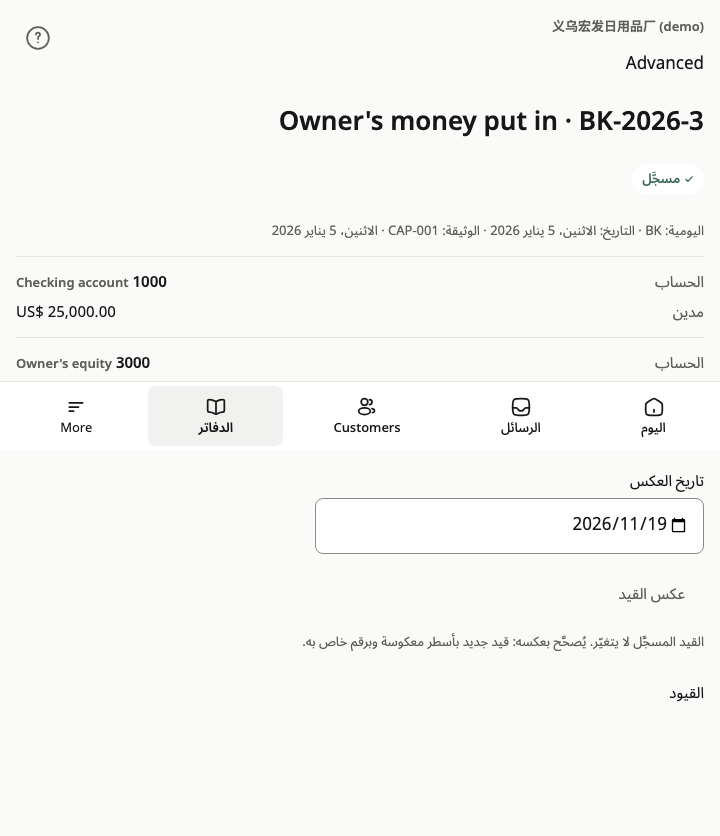 义乌宏发日用品厂 (demo)
Advanced
Owner's money put in · BK-2026-3
✓ مسجَّل
اليومية: BK · التاريخ: الاثنين، 5 يناير 2026 · الوثيقة: CAP-001 · الاثنين، 5 يناير 2026
الحساب Checking account 1000
مدين US$ 25,000.00
الحساب Owner's equity 3000
اليوم الرسائل Customers الدفاتر More
تاريخ العكس
2026/11/19
عكس القيد
القيد المسجَّل لا يتغيّر. يُصحَّح بعكسه: قيد جديد بأسطر معكوسة وبرقم خاص به.
القيود